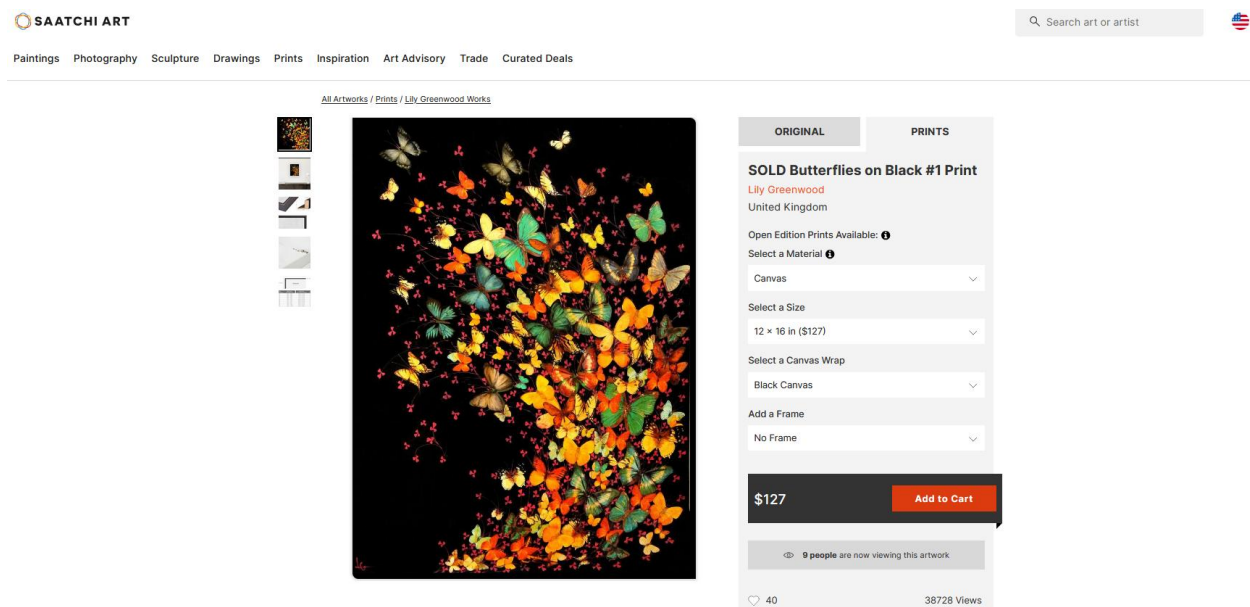 SAATCHI ART
Search art or artist
Paintings Photography Sculpture Drawings Prints Inspiration Art Advisory Trade Curated Deals
All Artworks / Prints / Lily Greenwood Works
ORIGINAL PRINTS
SOLD Butterflies on Black #1 Print
Lily Greenwood
United Kingdom
Open Edition Prints Available:
Select a Material
Canvas
Select a Size
12 × 16 in ($127)
Select a Canvas Wrap
Black Canvas
Add a Frame
No Frame
$127 Add to Cart
9 people are now viewing this artwork
40 38728 Views